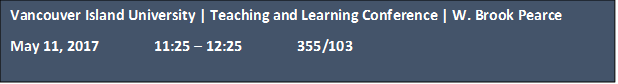 Vancouver Island University | Teaching and Learning Conference | W. Brook Pearce
May 11, 2017 11:25 – 12:25 355/103